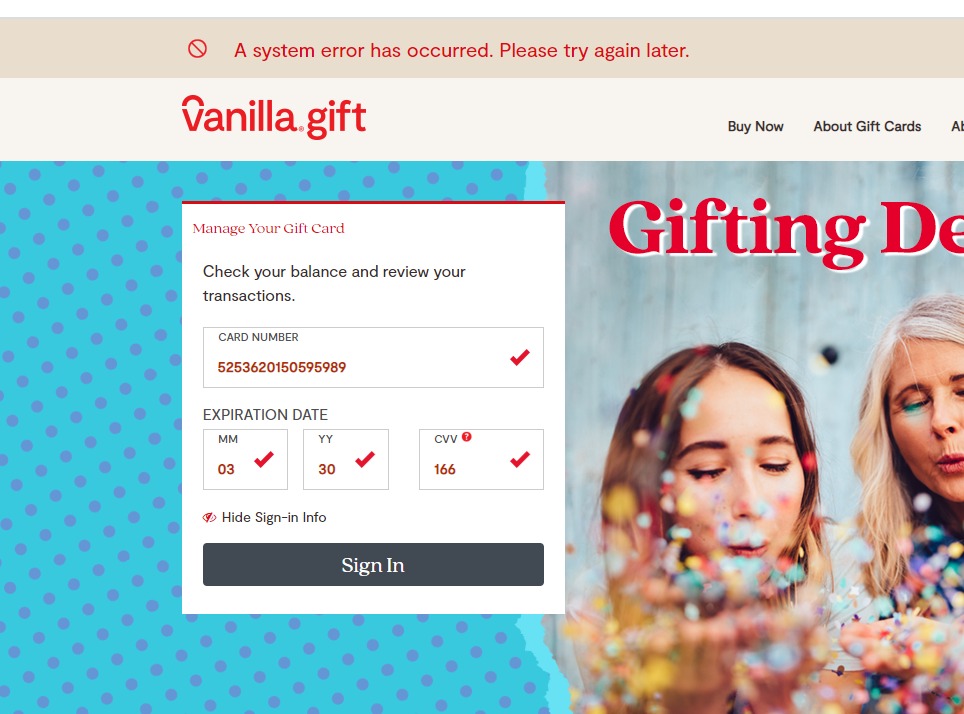 A system error has occurred. Please try again later.
vanilla® gift
Buy Now About Gift Cards
Manage Your Gift Card
Gifting
Check your balance and review your
transactions.
CARD NUMBER
5253620150595989
EXPIRATION DATE
MM YY CVV ?
03 30 166
Hide Sign-in Info
Sign In